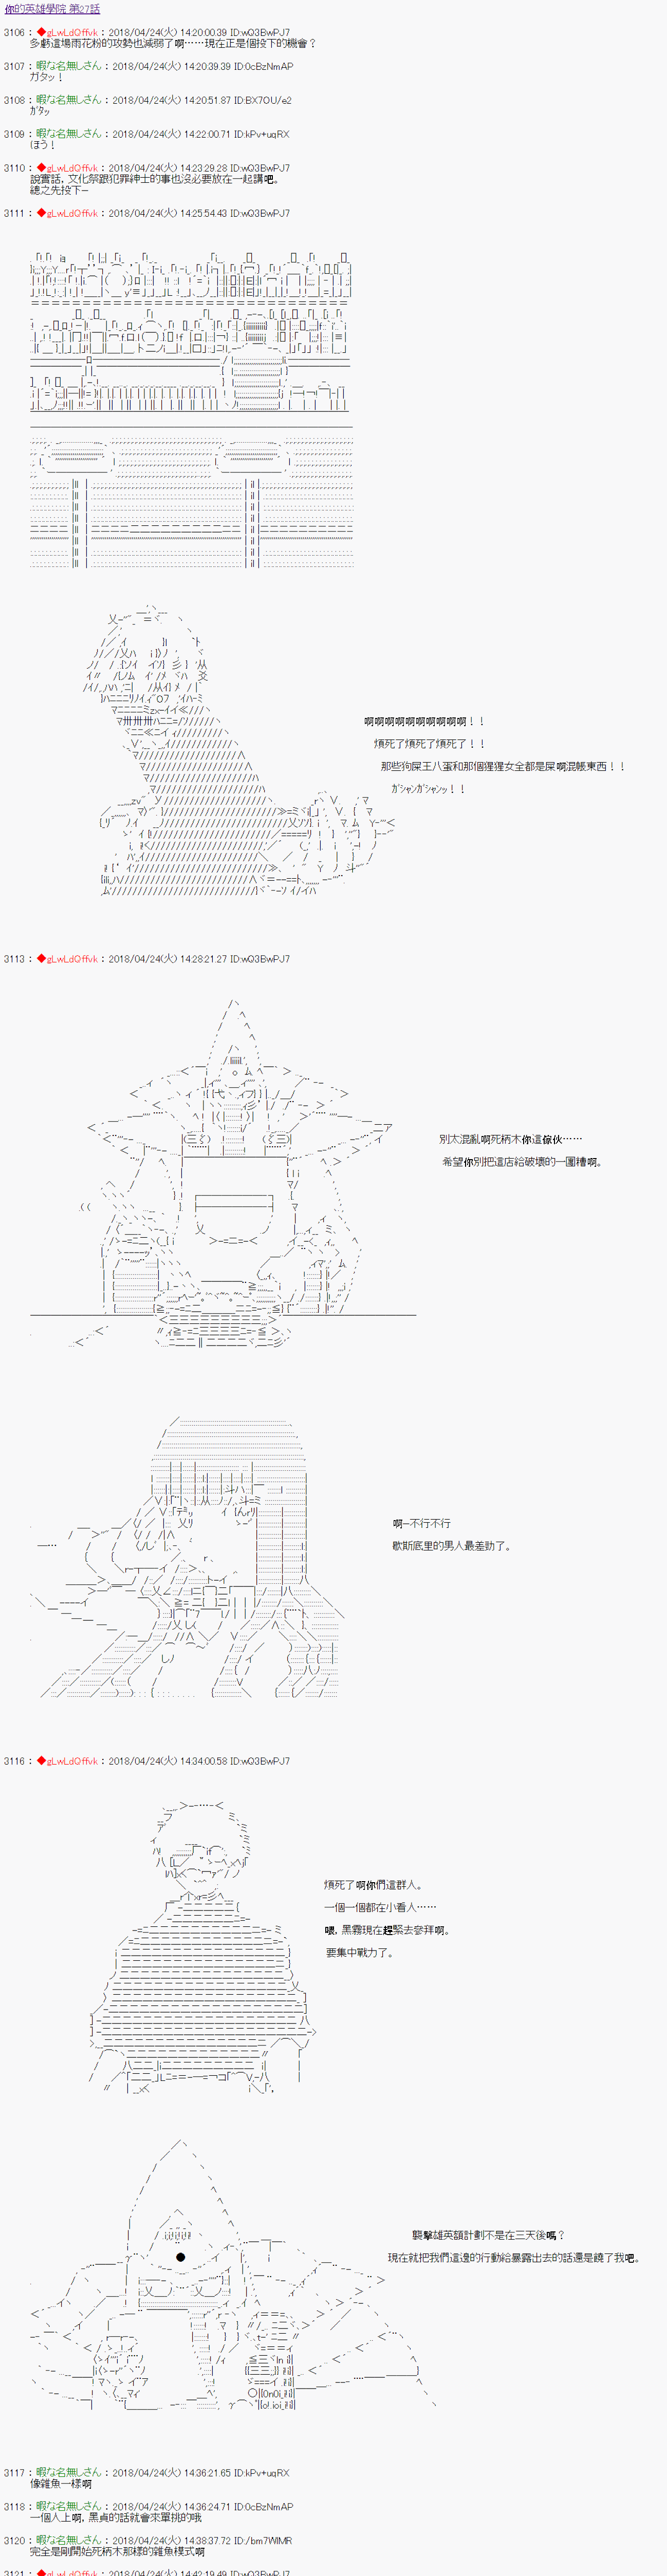 你的英雄學院 第27話
3106 : ◆gLwLdOffvk : 2018/04/24(火) 14:20:00.39 ID:wQ3BwPJ7
多虧這場雨花粉的攻勢也減弱了啊……現在正是個投下的機會？
3107 : 暇な名無しさん : 2018/04/24(火) 14:20:39.39 ID:0cBzNmAP
ガタッ！
3108 : 暇な名無しさん : 2018/04/24(火) 14:20:51.87 ID:BX7OU/e2
ｶﾞﾀｯ
3109 : 暇な名無しさん : 2018/04/24(火) 14:22:00.71 ID:kPv+uqRX
ほう！
3110 : ◆gLwLdOffvk : 2018/04/24(火) 14:23:29.28 ID:wQ3BwPJ7
說實話，文化祭跟犯罪紳士的事也沒必要放在一起講吧。
總之先投下—
3111 : ◆gLwLdOffvk : 2018/04/24(火) 14:25:54.43 ID:wQ3BwPJ7
啊啊啊啊啊啊啊啊啊啊！！
煩死了煩死了煩死了！！
那些狗屎王八蛋和那個猩猩女全都是屎啊混帳東西！！
ｶﾞｼｬﾝｶﾞｼｬﾝｯ！！
3113 : ◆gLwLdOffvk : 2018/04/24(火) 14:28:21.27 ID:wQ3BwPJ7
別太混亂啊死柄木你這傢伙……
希望你別把這店給破壞的一團糟啊。
啊—不行不行
歇斯底里的男人最差勁了。
3116 : ◆gLwLdOffvk : 2018/04/24(火) 14:34:00.58 ID:wQ3BwPJ7
煩死了啊你們這群人。
一個一個都在小看人……
喂，黑霧現在趕緊去參拜啊。
要集中戰力了。
襲擊雄英額計劃不是在三天後嗎？
現在就把我們這邊的行動給暴露出去的話還是饒了我吧。
3117 : 暇な名無しさん : 2018/04/24(火) 14:36:21.65 ID:kPv+uqRX
像雜魚一樣啊
3118 : 暇な名無しさん : 2018/04/24(火) 14:36:24.71 ID:0cBzNmAP
一個人上啊，黑貞的話就會來單挑的哦
3120 : 暇な名無しさん : 2018/04/24(火) 14:38:37.72 ID:/bm7WlMR
完全是剛開始死柄木那樣的雜魚模式啊
3121 : ◆gLwLdOffvk : 2018/04/24(火) 14:42:19.49 ID:wQ3BwPJ7